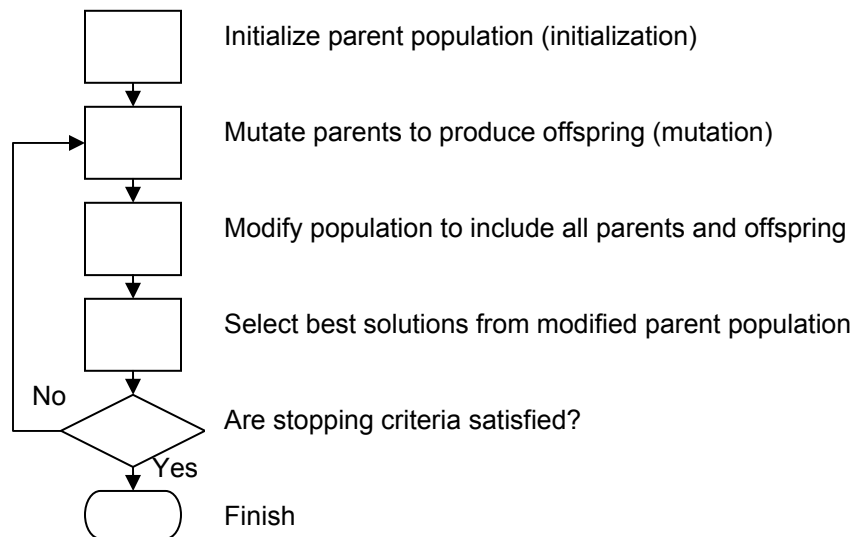 Initialize parent population (initialization)
Mutate parents to produce offspring (mutation)
Modify population to include all parents and offspring
Select best solutions from modified parent population
No
Are stopping criteria satisfied?
Yes
Finish